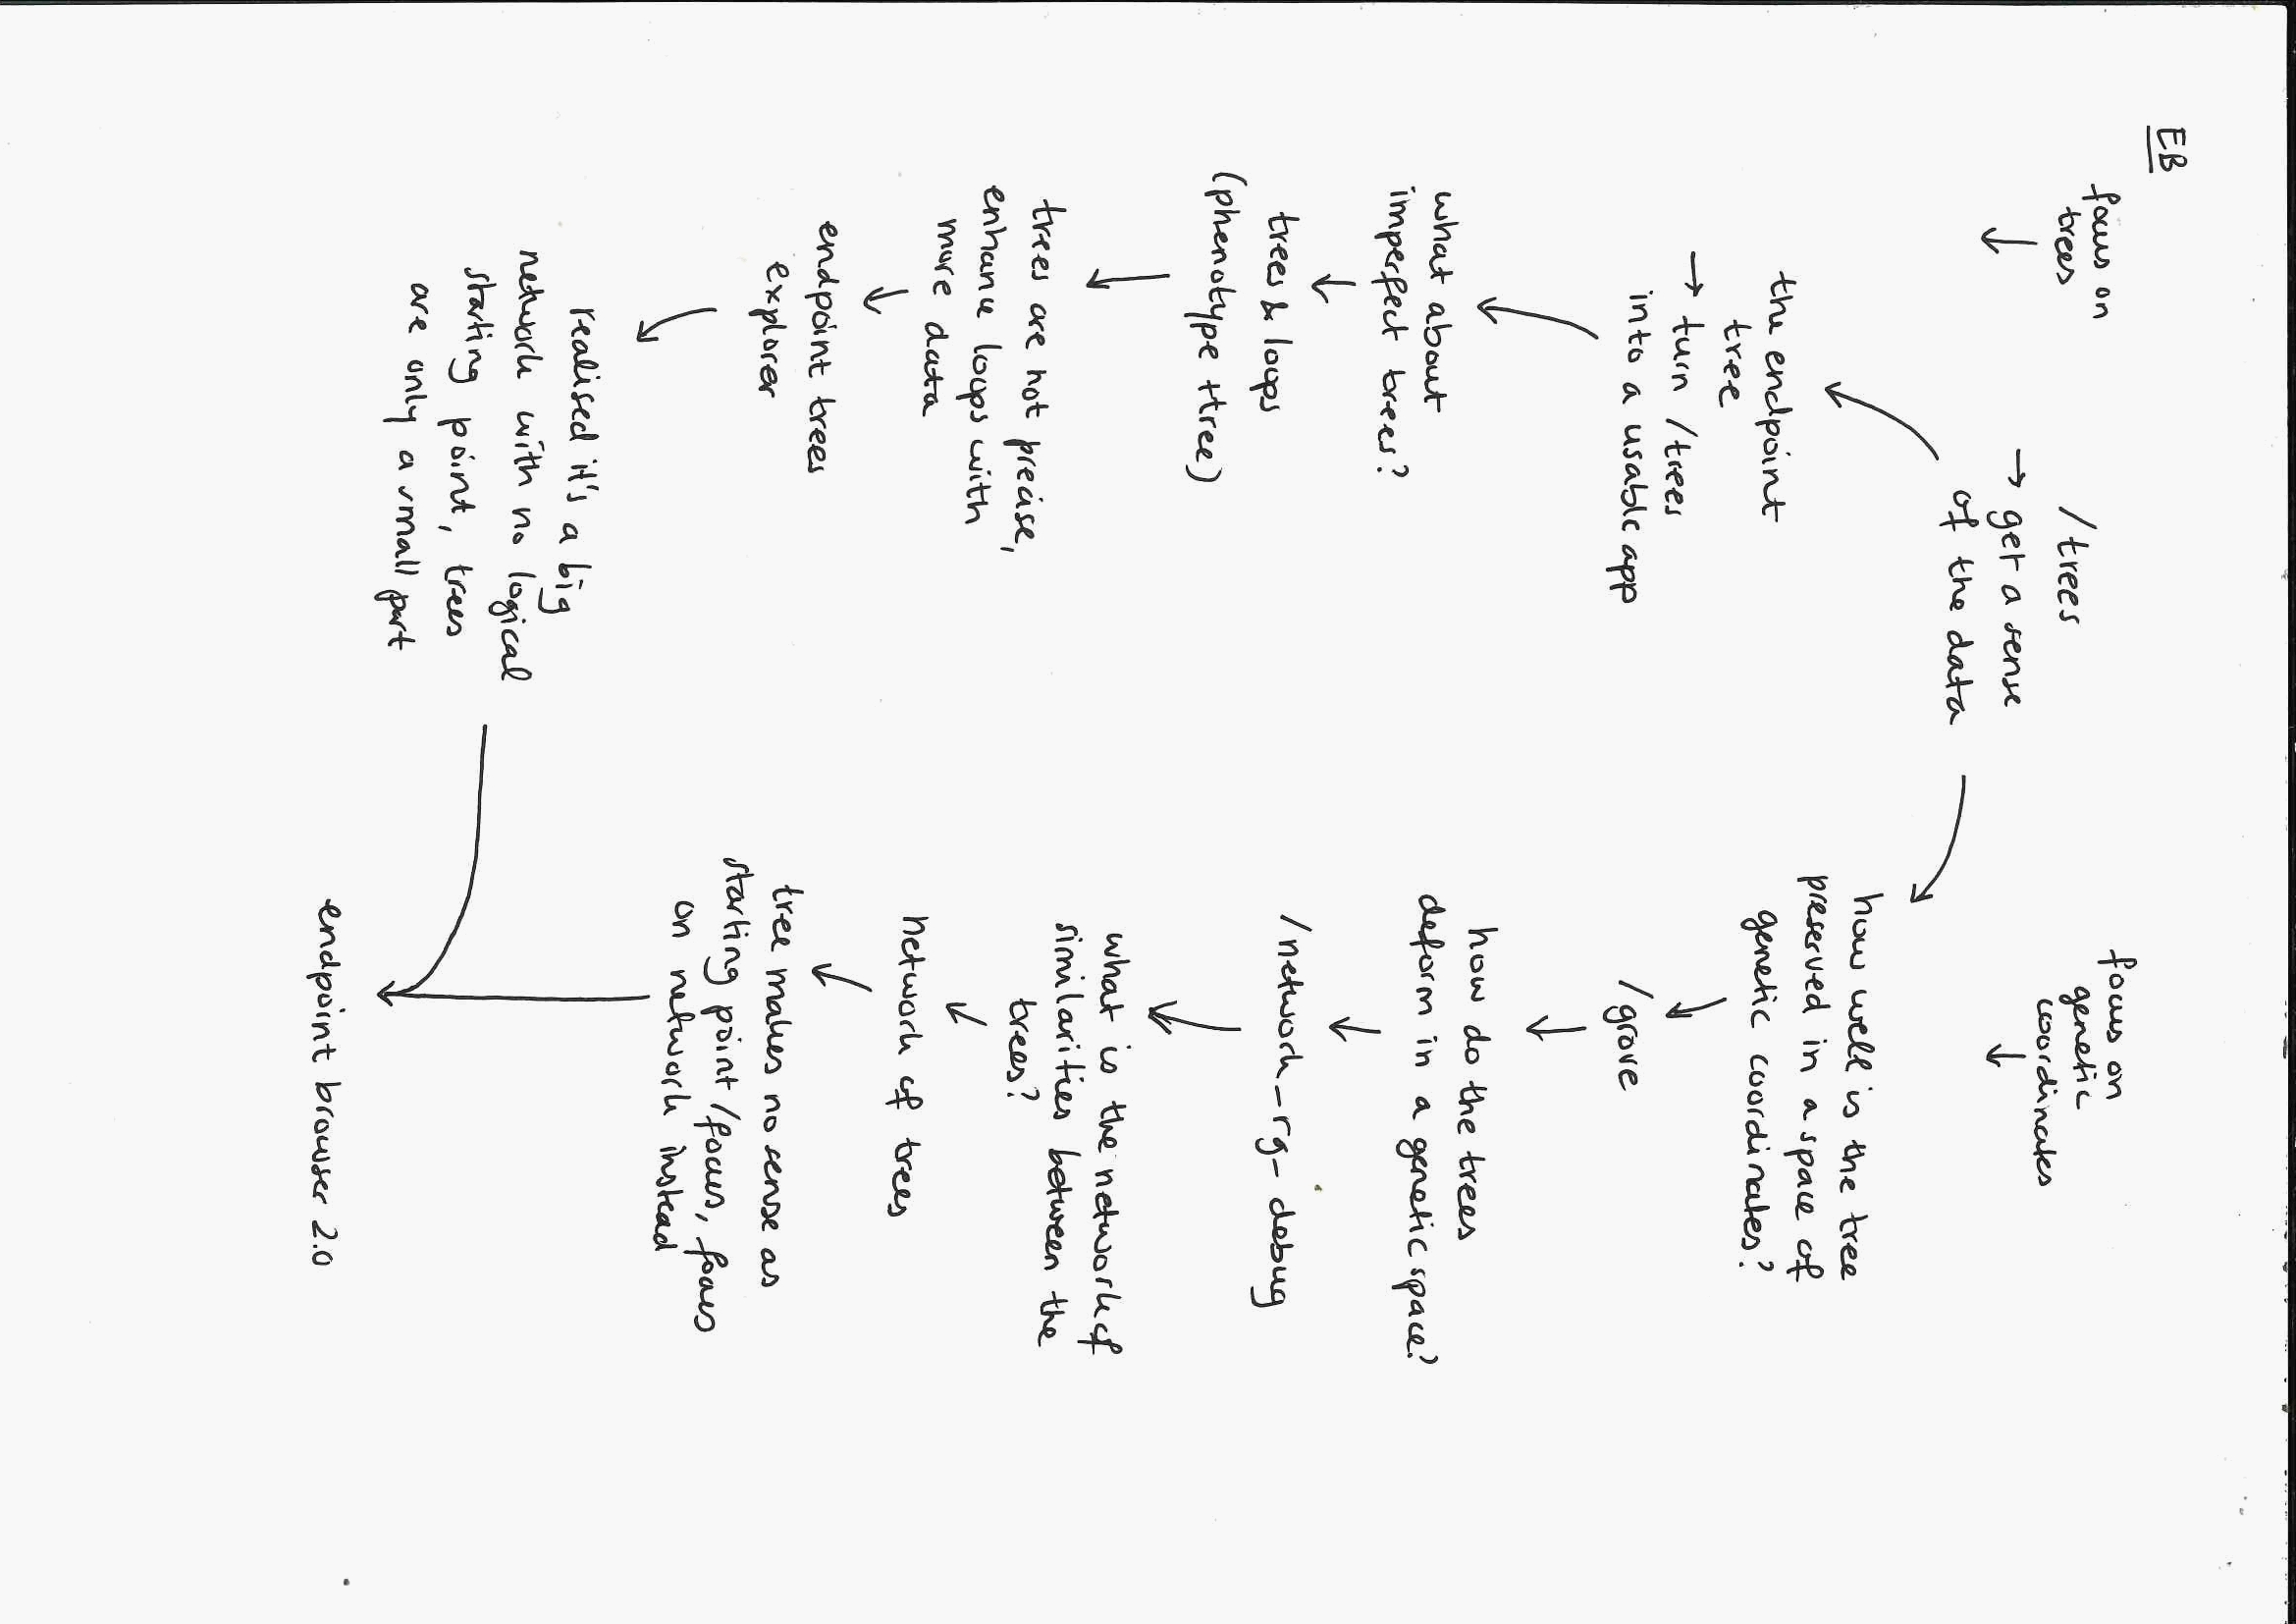 EB
focus on
trees
/trees
→ get a sense
of the data
focus on
genetic
coordinates
the endpoint
tree
→ turn /trees
into a usable app
what about
imperfect trees?
trees & loops
(phenotype ttree)
trees are not precise,
enhance loops with
more data
endpoint trees
explorer
realised it's a big
network with no logical
starting point, trees
are only a small part
how well is the tree
preserved in a space of
genetic coordinates?
/grove
how do the trees
deform in a genetic space?
/network_rg_debug
what is the network of
similarities between the
trees?
network of trees
tree makes no sense as
starting point/focus, focus
on network instead
endpoint browser 2.0